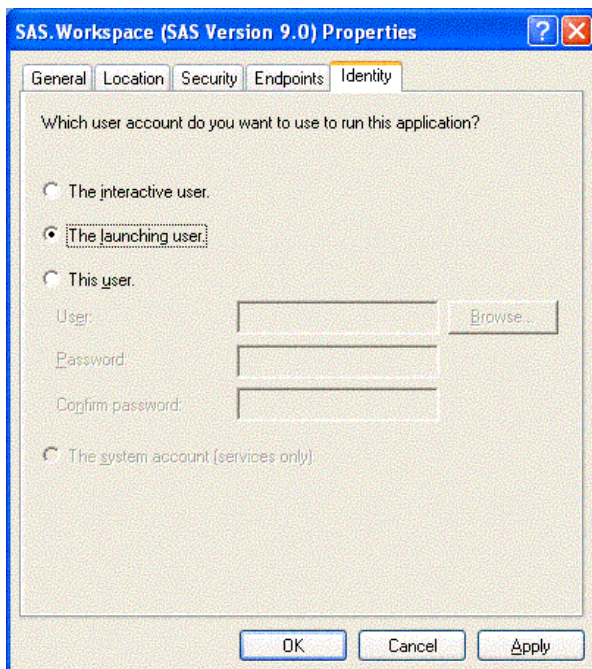 SAS.Workspace (SAS Version 9.0) Properties
General Location Security Endpoints Identity
Which user account do you want to use to run this application?
The interactive user.
The launching user.
This user.
User:
Browse...
Password:
Confirm password:
The system account (services only).
OK Cancel Apply